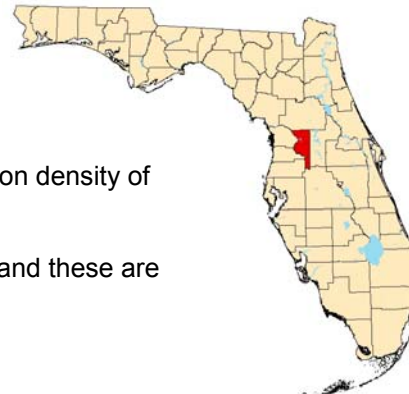 on density of
and these are